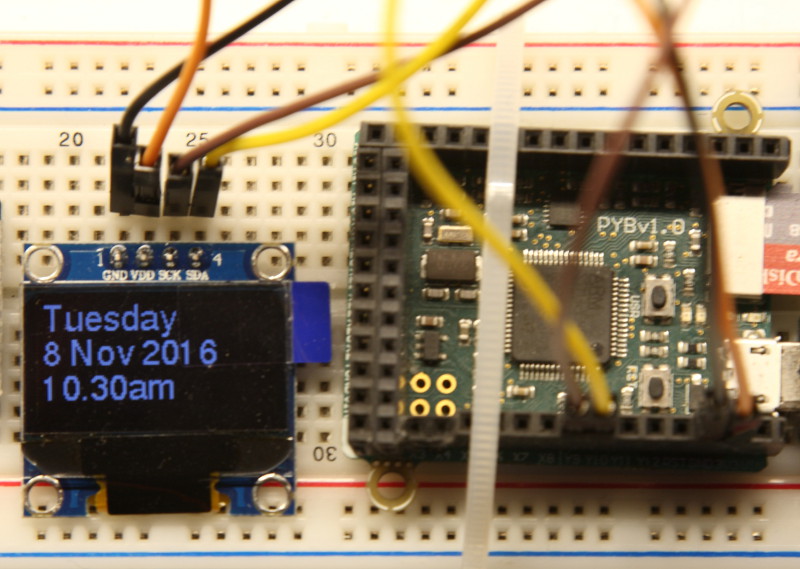 20
25
30
PYBv1.0
1
4
GND VDD SCK SDA
USR
RST
Tuesday
8 Nov 2016
10.30am
30